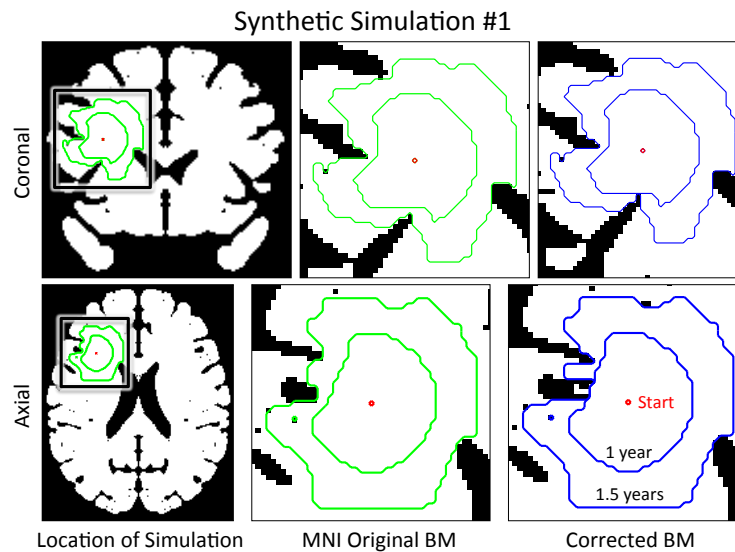 Synthetic Simulation #1
Coronal
Axial
Start
1 year
1.5 years
Location of Simulation
MNI Original BM
Corrected BM